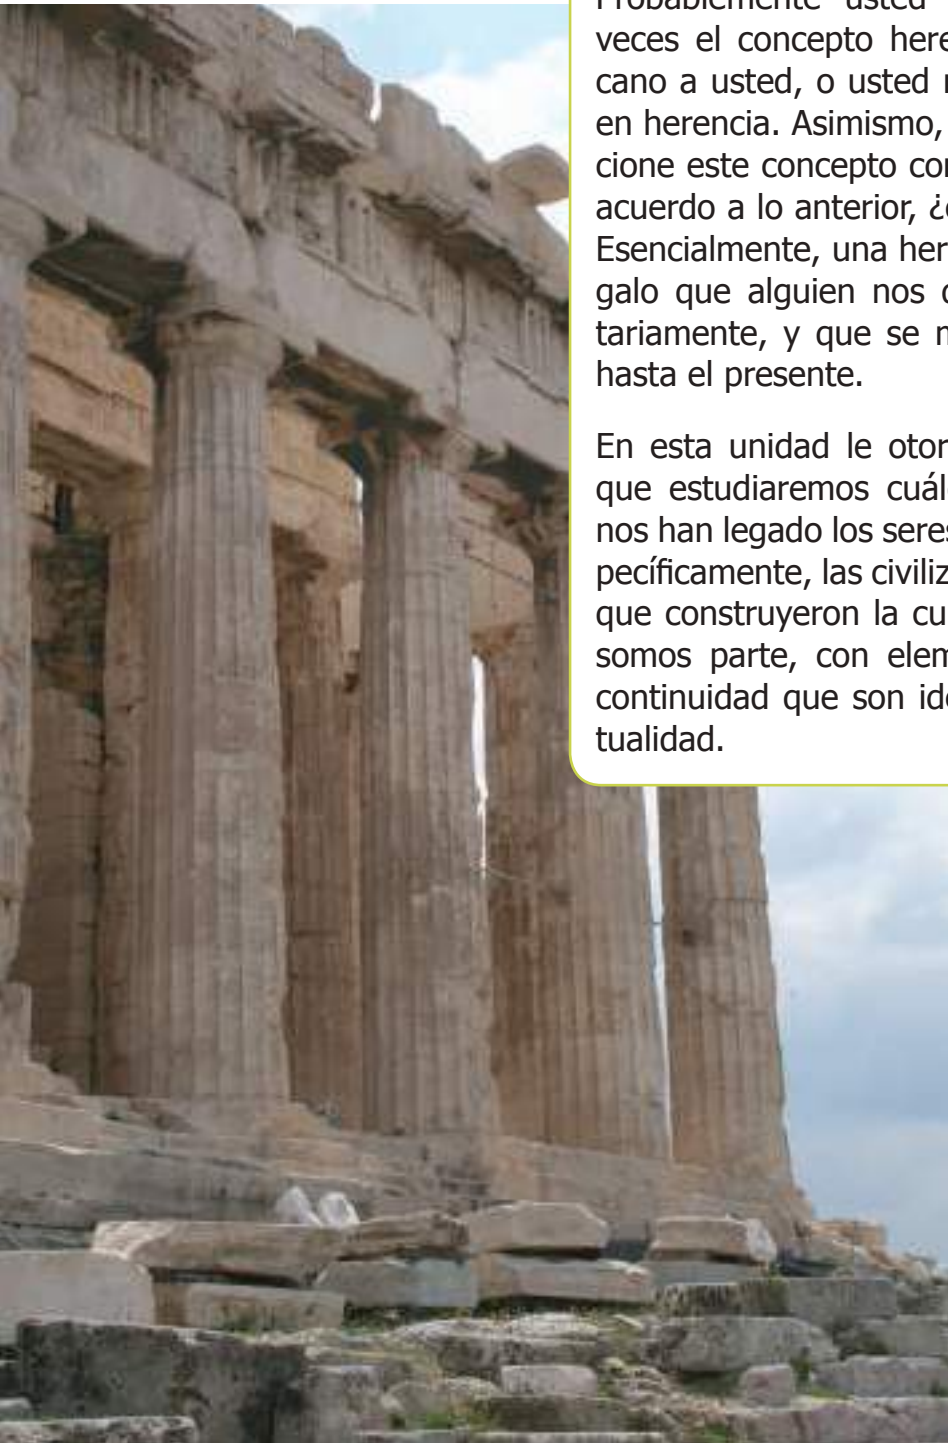 Probablemente usted
veces el concepto here
cano a usted, o usted
en herencia. Asimismo,
cione este concepto co
acuerdo a lo anterior, ¿
Esencialmente, una her
galo que alguien nos
tariamente, y que se
hasta el presente.
En esta unidad le otor
que estudiaremos cuál
nos han legado los sere
pecíficamente, las civiliz
que construyeron la cu
somos parte, con elem
continuidad que son id
tualidad.